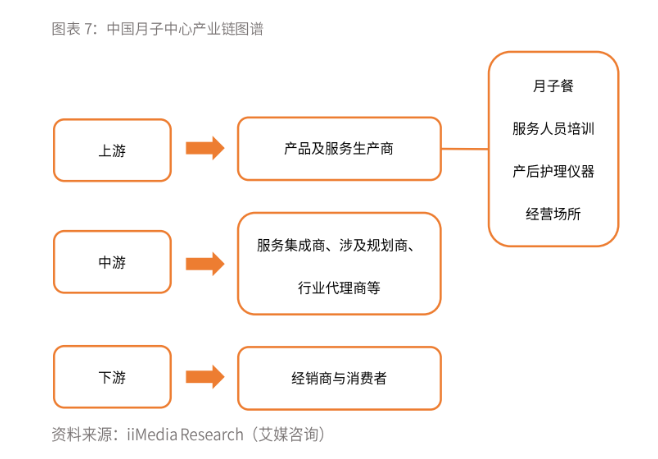 图表 7：中国月子中心产业链图谱
上游
产品及服务生产商
月子餐
服务人员培训
产后护理仪器
经营场所
中游
服务集成商、涉及规划商、
行业代理商等
下游
经销商与消费者
资料来源：iiMedia Research（艾媒咨询）